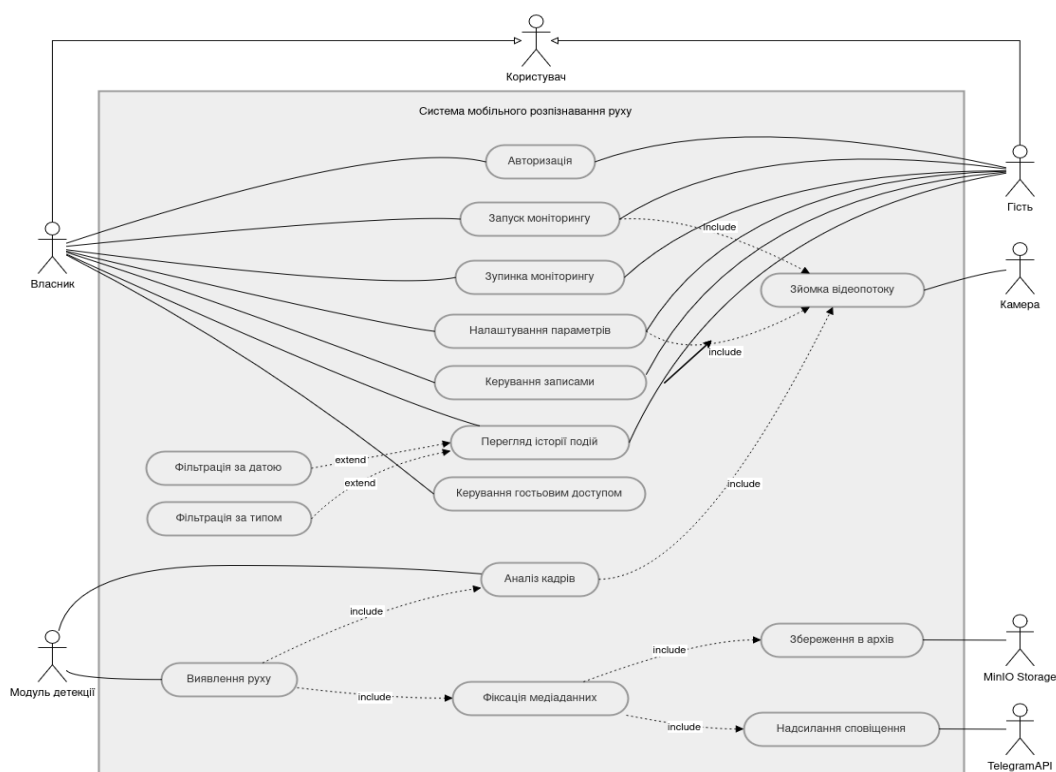 Користувач
Система мобільного розпізнавання руху
Авторизація
Гість
Запуск моніторингу
include
Власник
Зупинка моніторингу
Зйомка відеопотоку
Камера
Налаштування параметрів
include
Керування записами
Перегляд історії подій
Фільтрація за датою
extend
extend
Керування гостьовим доступом
include
Фільтрація за типом
Аналіз кадрів
include
Збереження в архів
include
MinIO Storage
Модуль детекції
Виявлення руху
include
Фіксація медіаданних
include
Надсилання сповіщення
TelegramAPI